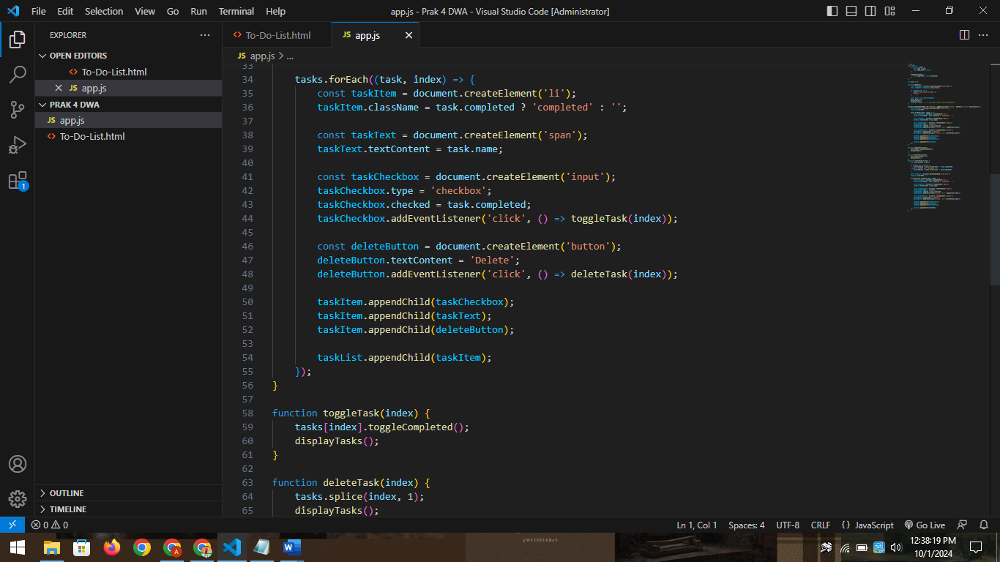 File Edit Selection View Go Run Terminal Help
app.js - Prak 4 DWA - Visual Studio Code [Administrator]
EXPLORER
OPEN EDITORS
To-Do-List.html
JS app.js
PRAK 4 DWA
JS app.js
To-Do-List.html
OUTLINE
TIMELINE
To-Do-List.html
JS app.js
JS app.js > ...
33
34 tasks.forEach((task, index) => {
35 const taskItem = document.createElement('li');
36 taskItem.className = task.completed ? 'completed' : '';
37
38 const taskText = document.createElement('span');
39 taskText.textContent = task.name;
40
41 const taskCheckbox = document.createElement('input');
42 taskCheckbox.type = 'checkbox';
43 taskCheckbox.checked = task.completed;
44 taskCheckbox.addEventListener('click', () => toggleTask(index));
45
46 const deleteButton = document.createElement('button');
47 deleteButton.textContent = 'Delete';
48 deleteButton.addEventListener('click', () => deleteTask(index));
49
50 taskItem.appendChild(taskCheckbox);
51 taskItem.appendChild(taskText);
52 taskItem.appendChild(deleteButton);
53
54 taskList.appendChild(taskItem);
55 });
56 }
57
58 function toggleTask(index) {
59 tasks[index].toggleCompleted();
60 displayTasks();
61 }
62
63 function deleteTask(index) {
64 tasks.splice(index, 1);
65 displayTasks();
1
0 0
Ln 1, Col 1 Spaces: 4 UTF-8 CRLF {} JavaScript Go Live
12:38:19 PM
10/1/2024